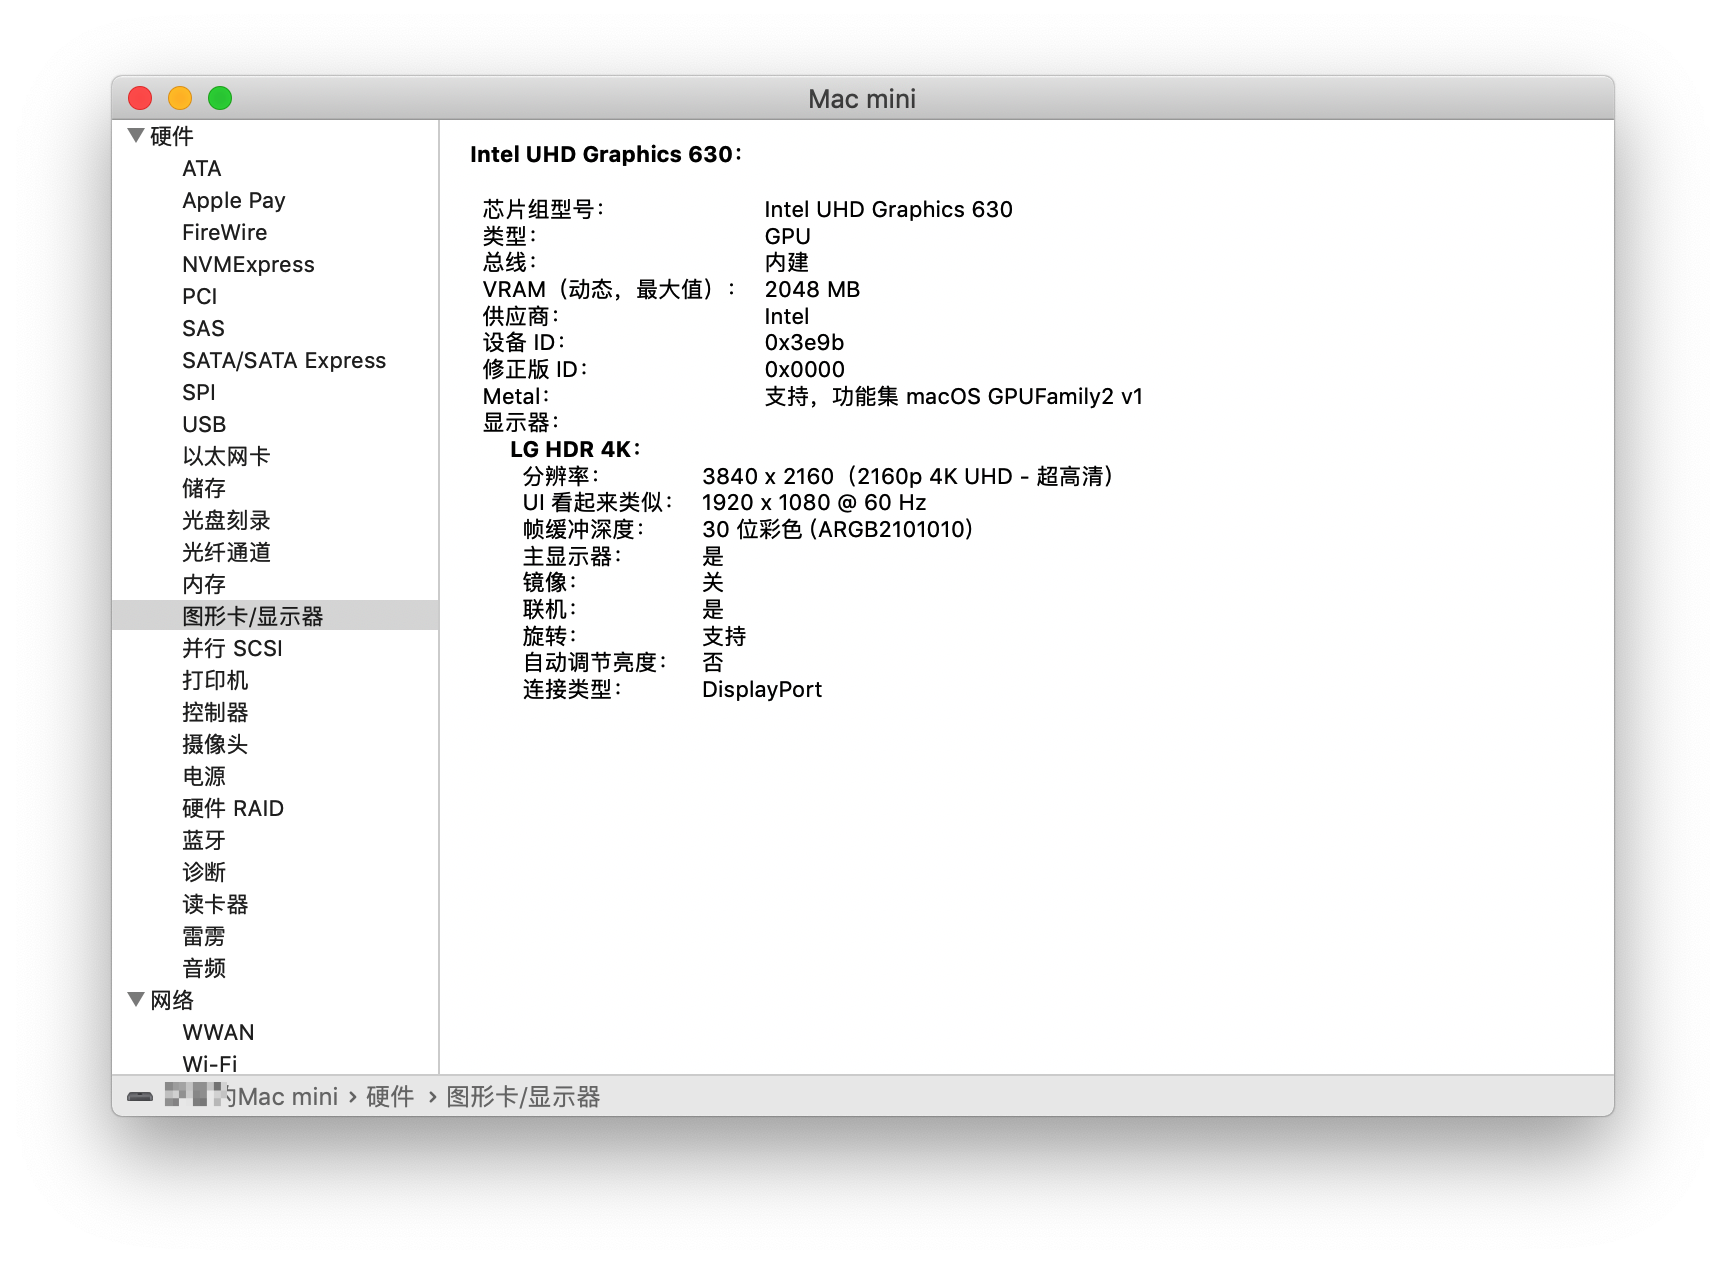 Mac mini
硬件
ATA
Apple Pay
FireWire
NVMExpress
PCI
SAS
SATA/SATA Express
SPI
USB
以太网卡
储存
光盘刻录
光纤通道
内存
图形卡/显示器
并行 SCSI
打印机
控制器
摄像头
电源
硬件 RAID
蓝牙
诊断
读卡器
雷雳
音频
网络
WWAN
Wi-Fi
Intel UHD Graphics 630：
芯片组型号： Intel UHD Graphics 630
类型： GPU
总线： 内建
VRAM（动态，最大值）： 2048 MB
供应商： Intel
设备 ID： 0x3e9b
修正版 ID： 0x0000
Metal： 支持，功能集 macOS GPUFamily2 v1
显示器：
LG HDR 4K：
分辨率： 3840 x 2160（2160p 4K UHD - 超高清）
UI 看起来类似： 1920 x 1080 @ 60 Hz
帧缓冲深度： 30 位彩色 (ARGB2101010)
主显示器： 是
镜像： 关
联机： 是
旋转： 支持
自动调节亮度： 否
连接类型： DisplayPort
的Mac mini › 硬件 › 图形卡/显示器